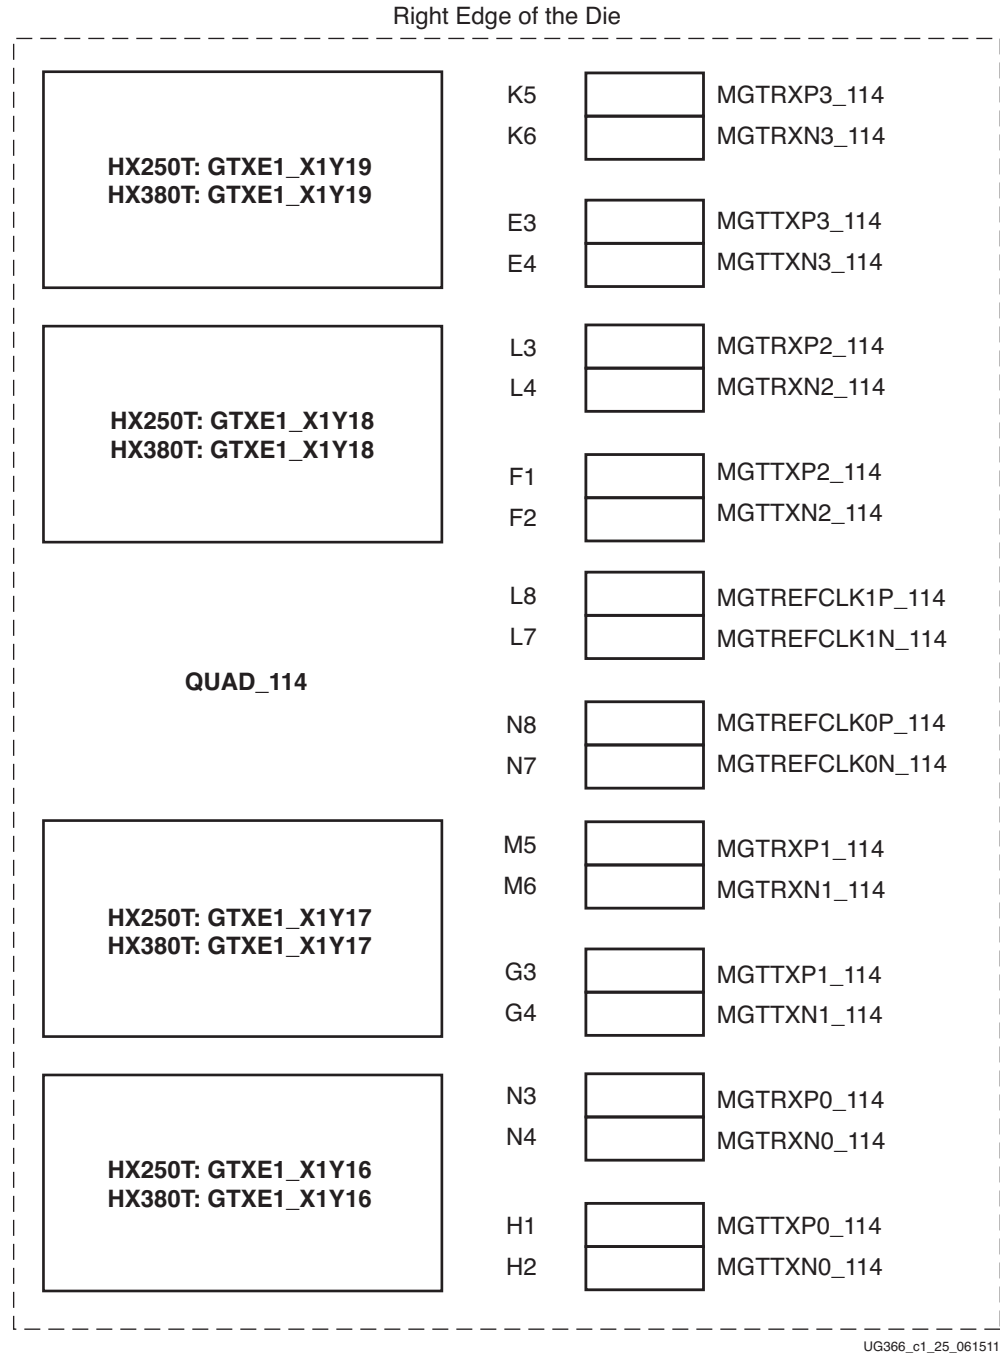 Right Edge of the Die
HX250T: GTXE1_X1Y19
HX380T: GTXE1_X1Y19
K5 MGTRXP3_114
K6 MGTRXN3_114
E3 MGTTXP3_114
E4 MGTTXN3_114
HX250T: GTXE1_X1Y18
HX380T: GTXE1_X1Y18
L3 MGTRXP2_114
L4 MGTRXN2_114
F1 MGTTXP2_114
F2 MGTTXN2_114
QUAD_114
L8 MGTREFCLK1P_114
L7 MGTREFCLK1N_114
N8 MGTREFCLK0P_114
N7 MGTREFCLK0N_114
HX250T: GTXE1_X1Y17
HX380T: GTXE1_X1Y17
M5 MGTRXP1_114
M6 MGTRXN1_114
G3 MGTTXP1_114
G4 MGTTXN1_114
HX250T: GTXE1_X1Y16
HX380T: GTXE1_X1Y16
N3 MGTRXP0_114
N4 MGTRXN0_114
H1 MGTTXP0_114
H2 MGTTXN0_114
UG366_c1_25_061511